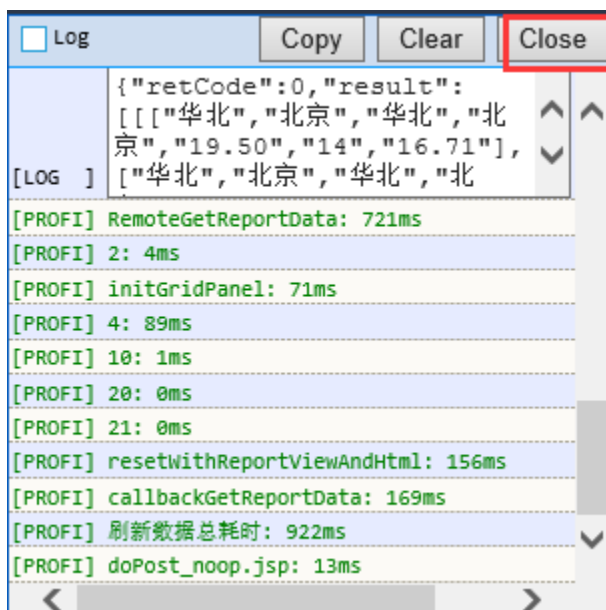 Log Copy Clear Close
{"retCode":0,"result":
[[["华北","北京","华北","北
京","19.50","14","16.71"],
[LOG  ] ["华北","北京","华北","北
[PROFI] RemoteGetReportData: 721ms
[PROFI] 2: 4ms
[PROFI] initGridPanel: 71ms
[PROFI] 4: 89ms
[PROFI] 10: 1ms
[PROFI] 20: 0ms
[PROFI] 21: 0ms
[PROFI] resetWithReportViewAndHtml: 156ms
[PROFI] callbackGetReportData: 169ms
[PROFI] 刷新数据总耗时: 922ms
[PROFI] doPost_noop.jsp: 13ms